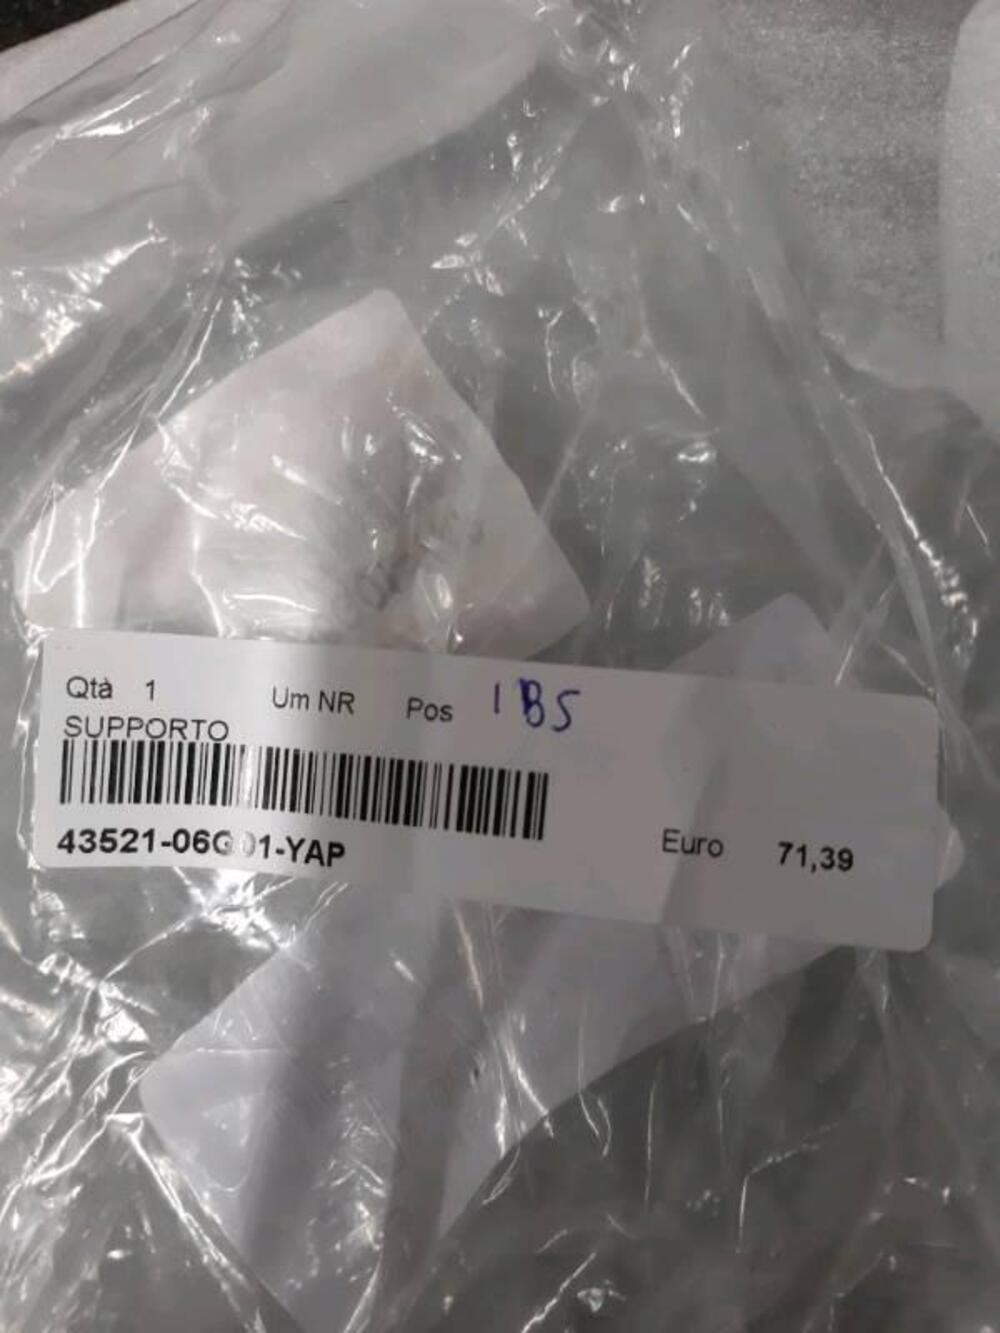 Qtà 1 Um NR Pos 1B5
SUPPORTO
43521-06G01-YAP
Euro 71,39